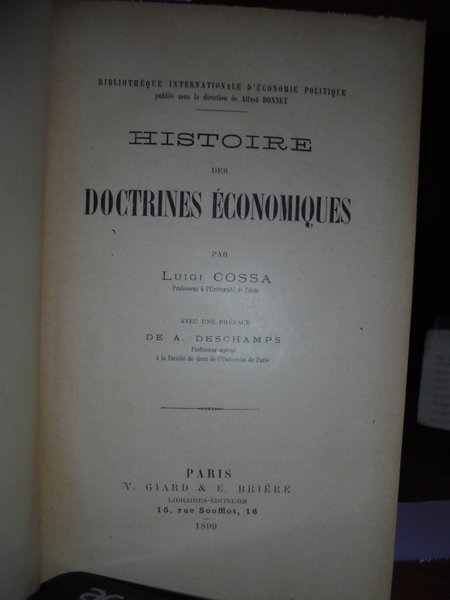 BIBLIOTHÈQUE INTERNATIONALE D'ÉCONOMIE POLITIQUE
publiée sous la direction de Alfred BONNET
HISTOIRE
DES
DOCTRINES ÉCONOMIQUES
PAR
LUIGI COSSA
Professeur à l'Université de Pavie
AVEC UNE PRÉFACE
DE A. DESCHAMPS
Professeur agrégé
à la Faculté de droit de l'Université de Paris
PARIS
V. GIARD & E. BRIÈRE
LIBRAIRES-ÉDITEURS
16, rue Soufflot, 16
1899